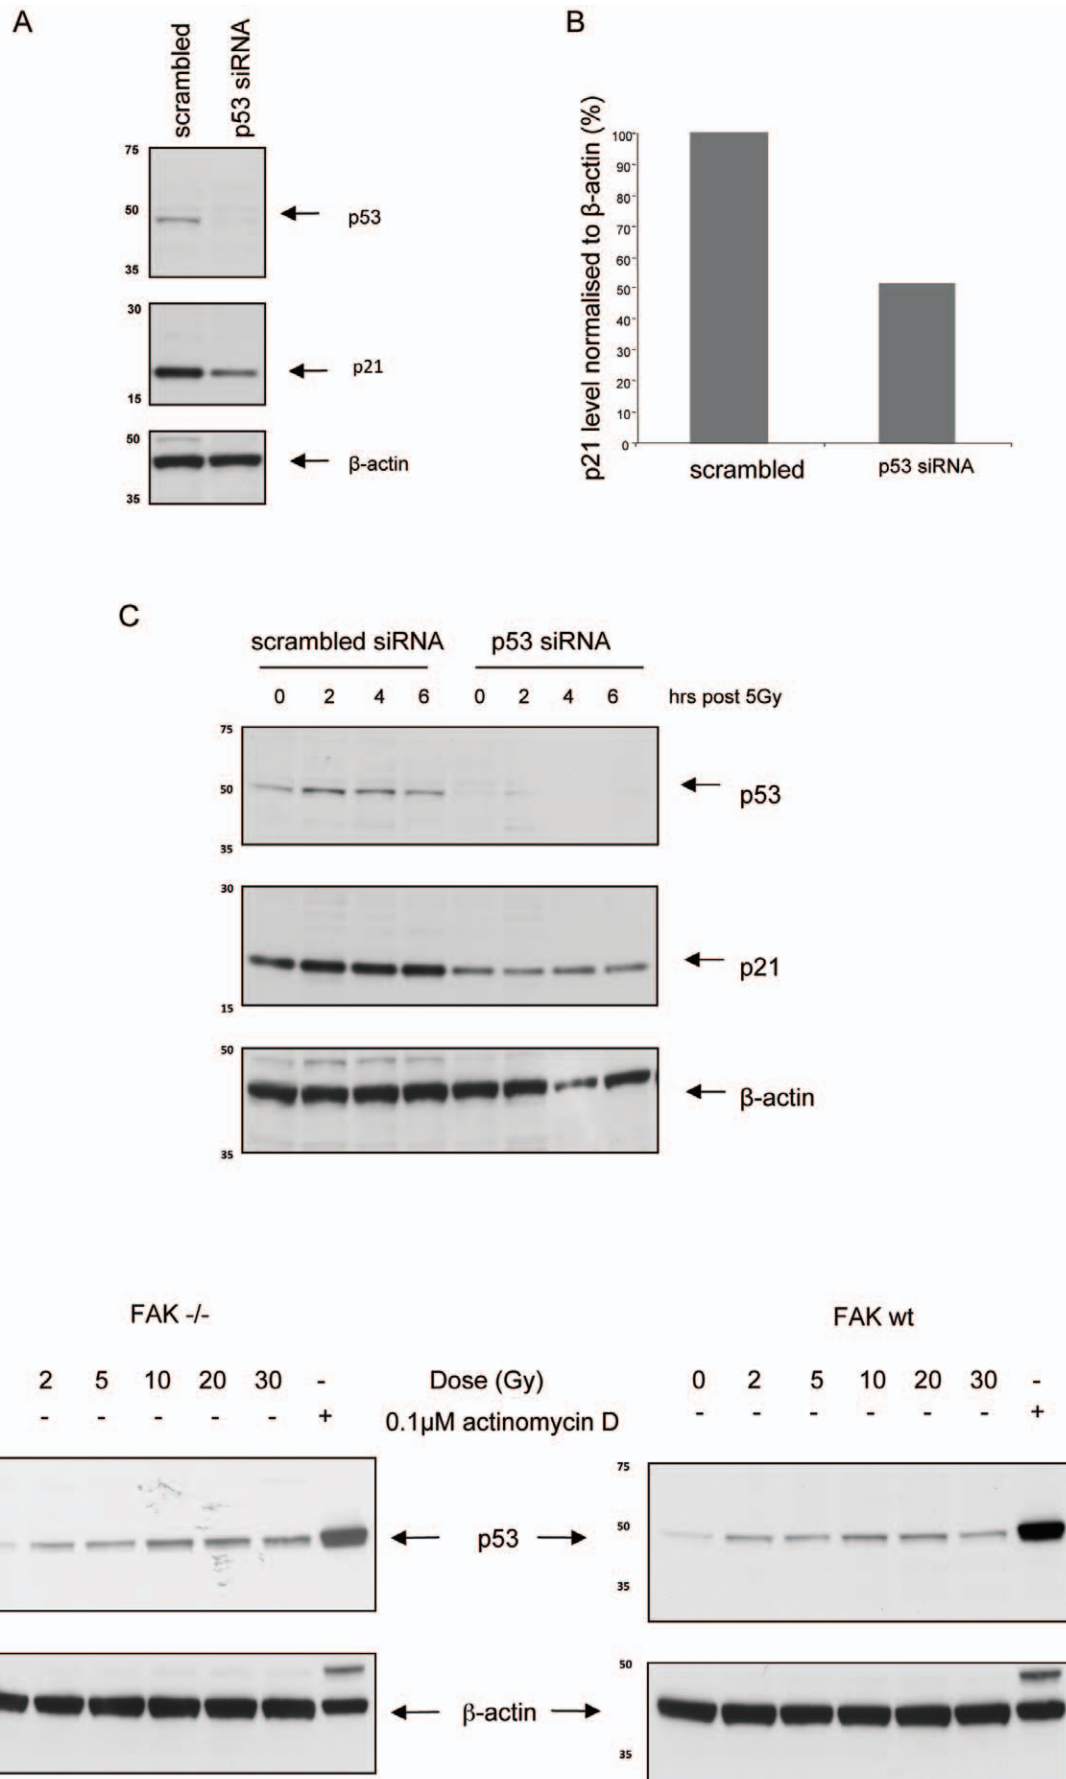 A
B
scrambled
p53 siRNA
75
50
35
p53
30
15
p21
50
35
β-actin
p21 level normalised to β-actin (%)
100
90
80
70
60
50
40
30
20
10
0
scrambled
p53 siRNA
C
scrambled siRNA p53 siRNA
0 2 4 6 0 2 4 6 hrs post 5Gy
75
50
35
p53
30
15
p21
50
35
β-actin
FAK -/-
FAK wt
2 5 10 20 30 - Dose (Gy) 0 2 5 10 20 30 -
- - - - - + 0.1μM actinomycin D - - - - - - +
75
50
35
p53
50
35
β-actin